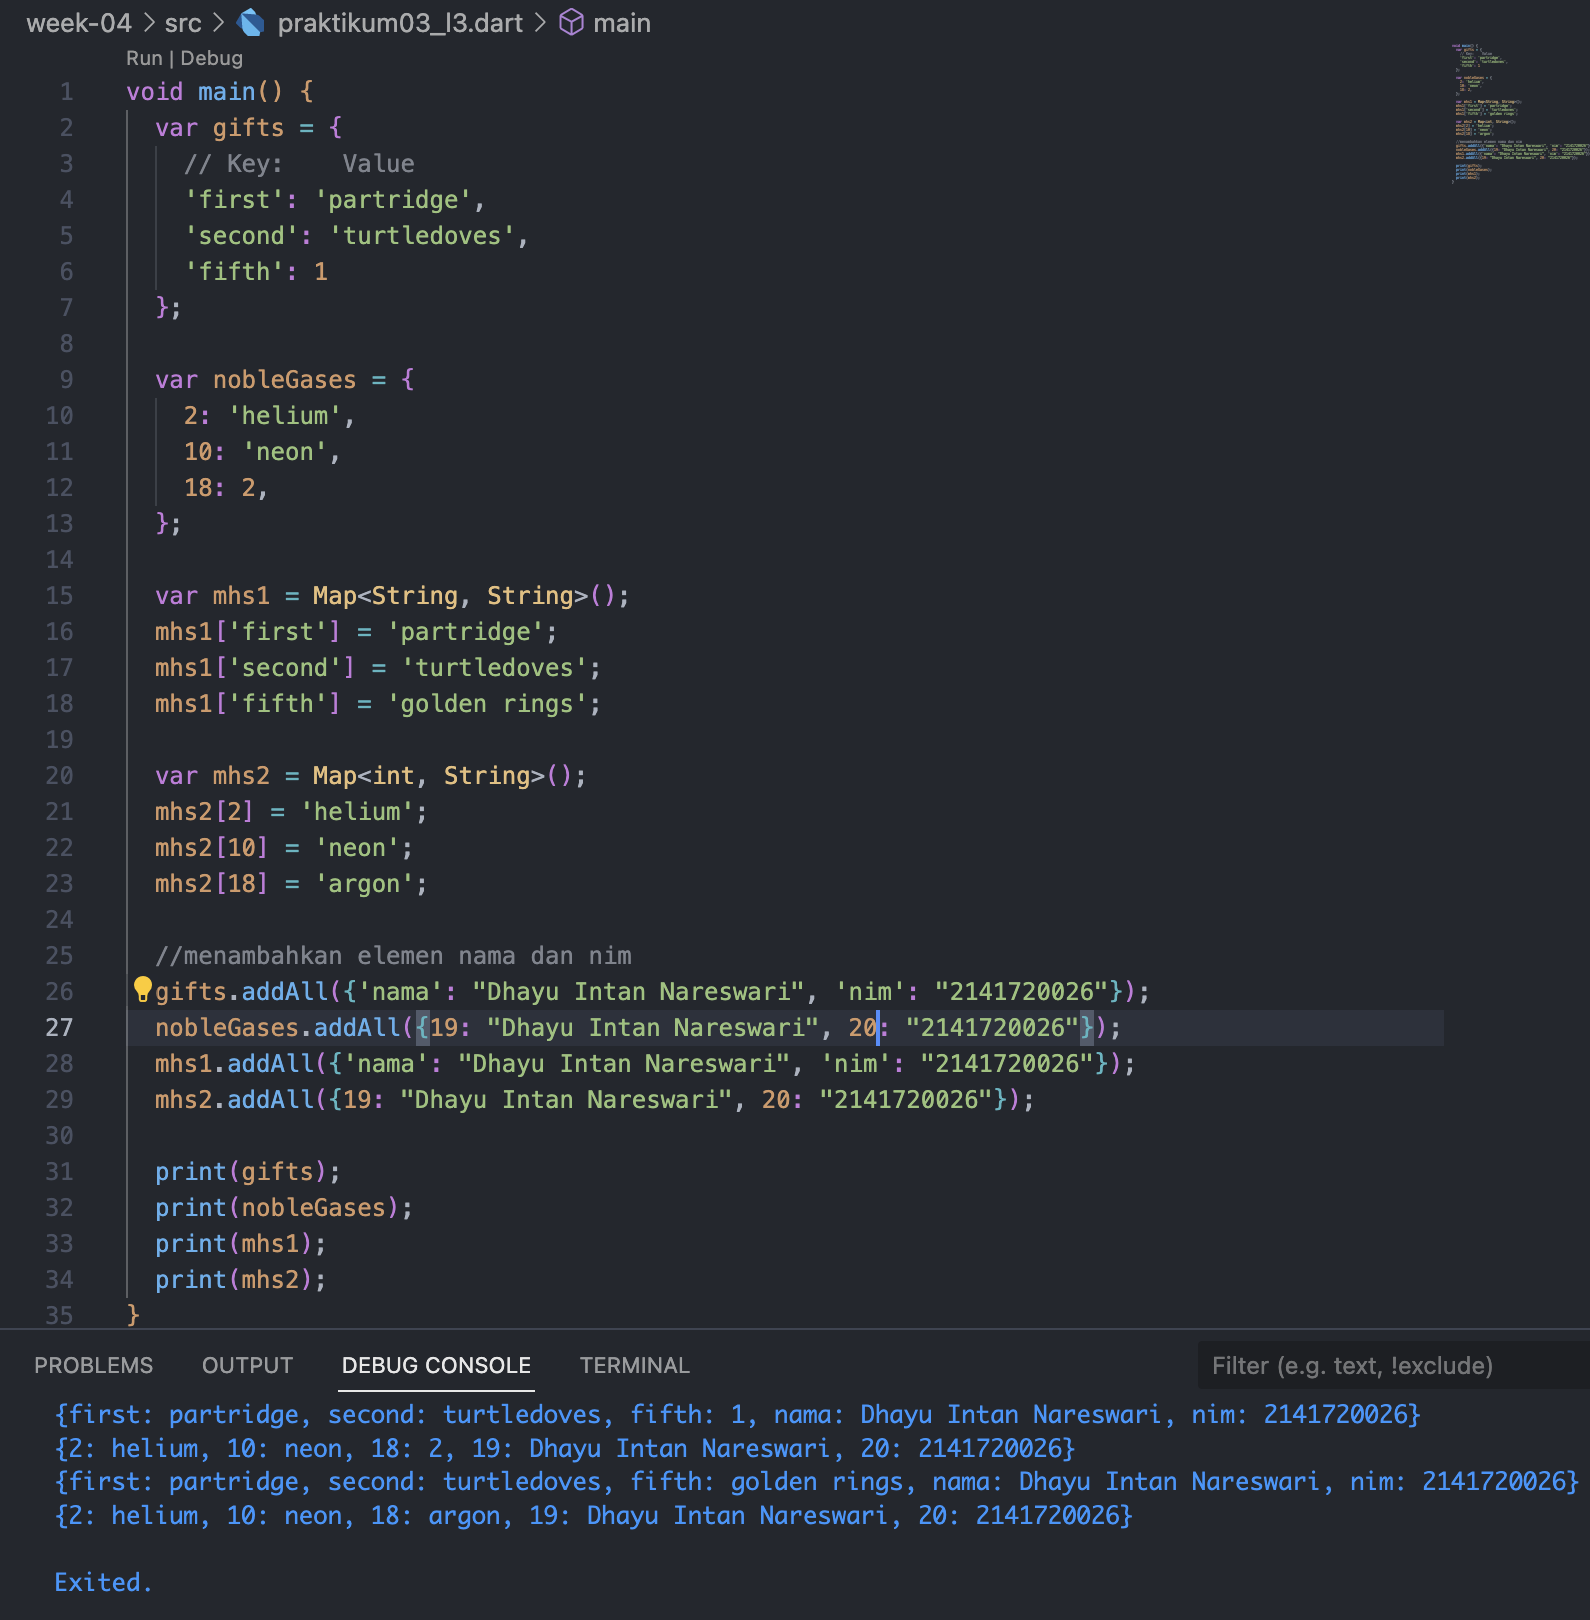 week-04 > src > praktikum03_l3.dart > main
Run | Debug
1 void main() {
2   var gifts = {
3     // Key:    Value
4     'first': 'partridge',
5     'second': 'turtledoves',
6     'fifth': 1
7   };
8
9   var nobleGases = {
10     2: 'helium',
11     10: 'neon',
12     18: 2,
13   };
14
15   var mhs1 = Map<String, String>();
16   mhs1['first'] = 'partridge';
17   mhs1['second'] = 'turtledoves';
18   mhs1['fifth'] = 'golden rings';
19
20   var mhs2 = Map<int, String>();
21   mhs2[2] = 'helium';
22   mhs2[10] = 'neon';
23   mhs2[18] = 'argon';
24
25   //menambahkan elemen nama dan nim
26   gifts.addAll({'nama': "Dhayu Intan Nareswari", 'nim': "2141720026"});
27   nobleGases.addAll({19: "Dhayu Intan Nareswari", 20: "2141720026"});
28   mhs1.addAll({'nama': "Dhayu Intan Nareswari", 'nim': "2141720026"});
29   mhs2.addAll({19: "Dhayu Intan Nareswari", 20: "2141720026"});
30
31   print(gifts);
32   print(nobleGases);
33   print(mhs1);
34   print(mhs2);
35 }
PROBLEMS OUTPUT DEBUG CONSOLE TERMINAL Filter (e.g. text, !exclude)
{first: partridge, second: turtledoves, fifth: 1, nama: Dhayu Intan Nareswari, nim: 2141720026}
{2: helium, 10: neon, 18: 2, 19: Dhayu Intan Nareswari, 20: 2141720026}
{first: partridge, second: turtledoves, fifth: golden rings, nama: Dhayu Intan Nareswari, nim: 2141720026}
{2: helium, 10: neon, 18: argon, 19: Dhayu Intan Nareswari, 20: 2141720026}
Exited.